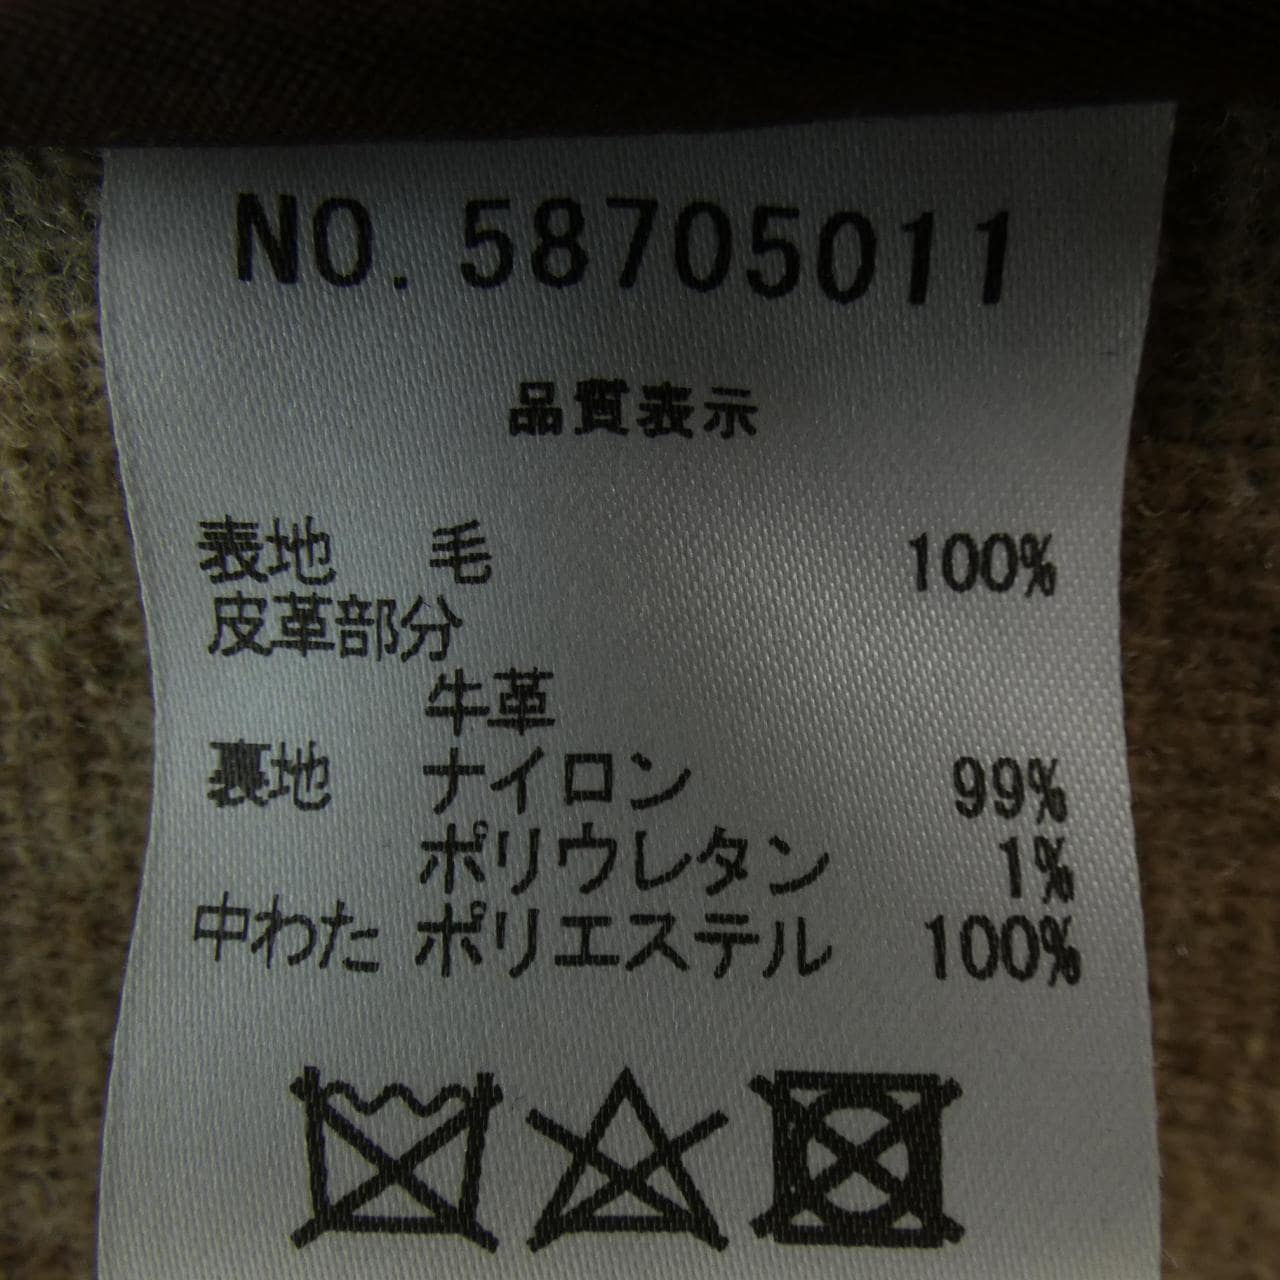 NO. 58705011
品質表示
表地 毛 100%
皮革部分
牛革
裏地 ナイロン 99%
ポリウレタン 1%
中わた ポリエステル 100%